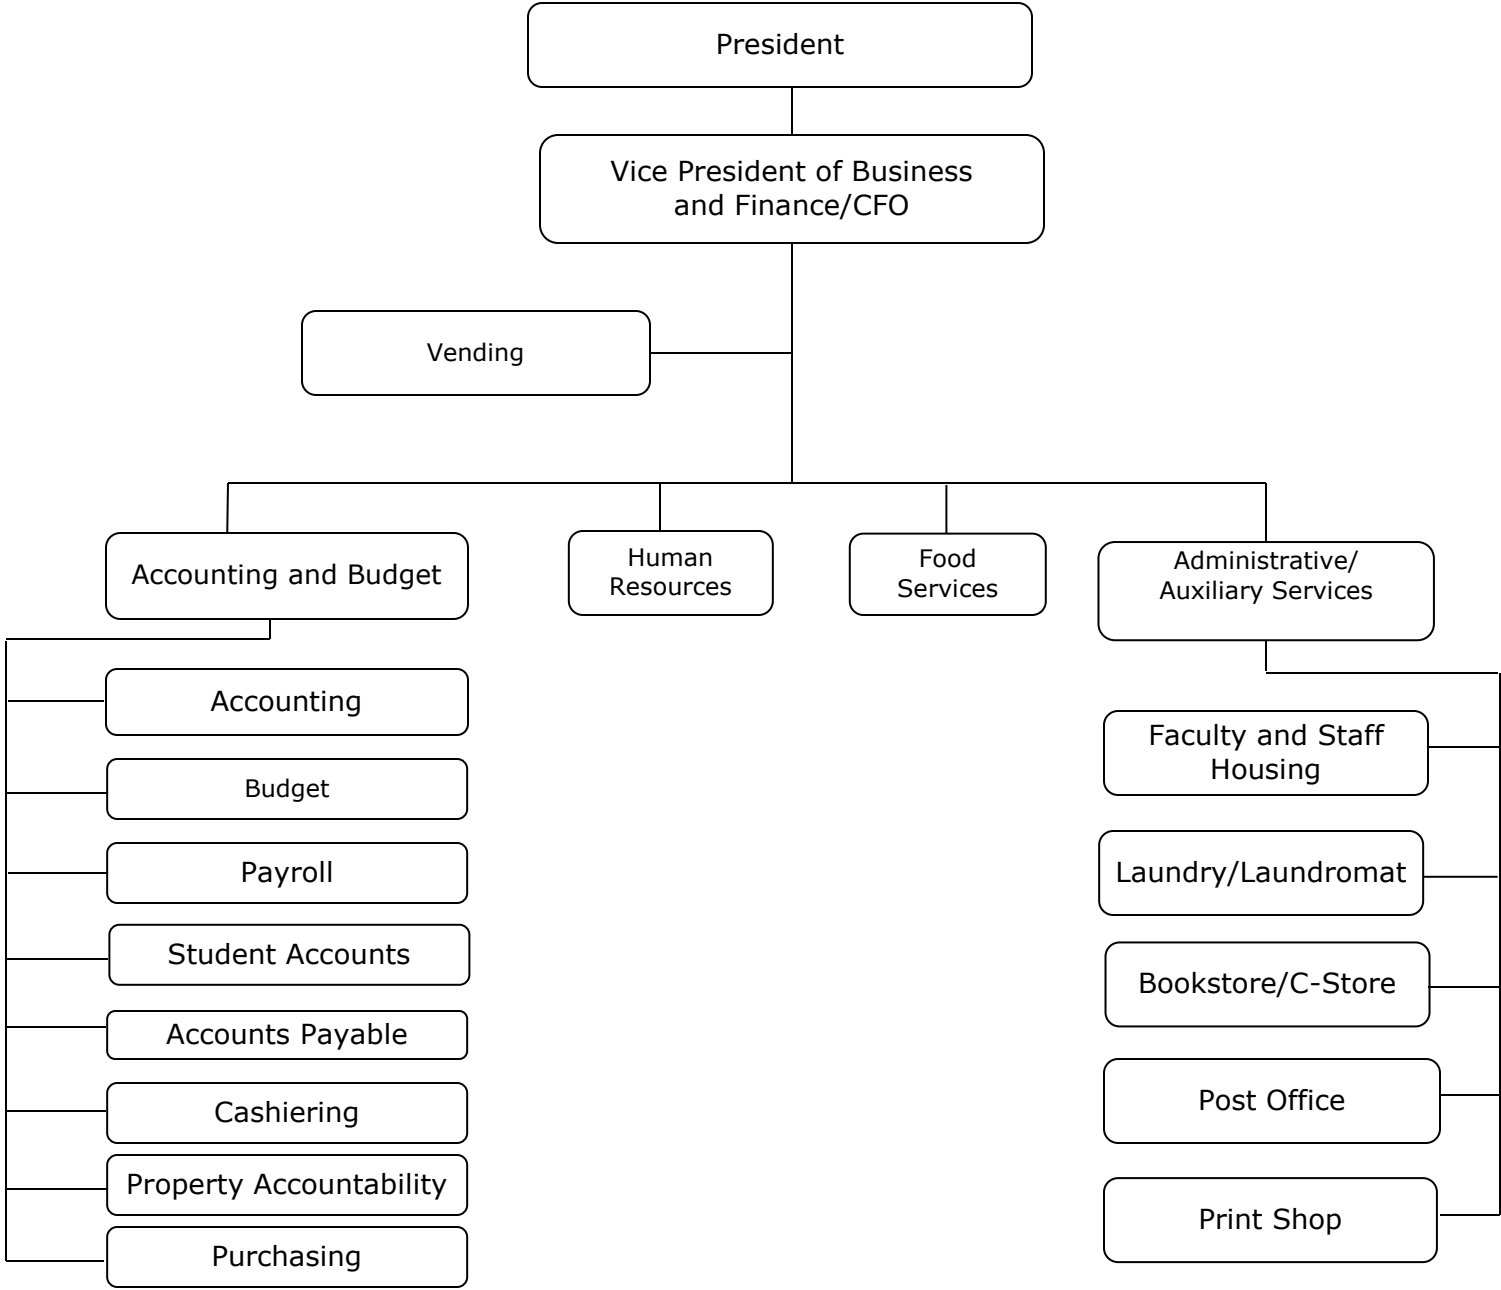 President
Vice President of Business
and Finance/CFO
Vending
Accounting and Budget
Human
Resources
Food
Services
Administrative/
Auxiliary Services
Accounting
Budget
Payroll
Student Accounts
Accounts Payable
Cashiering
Property Accountability
Purchasing
Faculty and Staff
Housing
Laundry/Laundromat
Bookstore/C-Store
Post Office
Print Shop